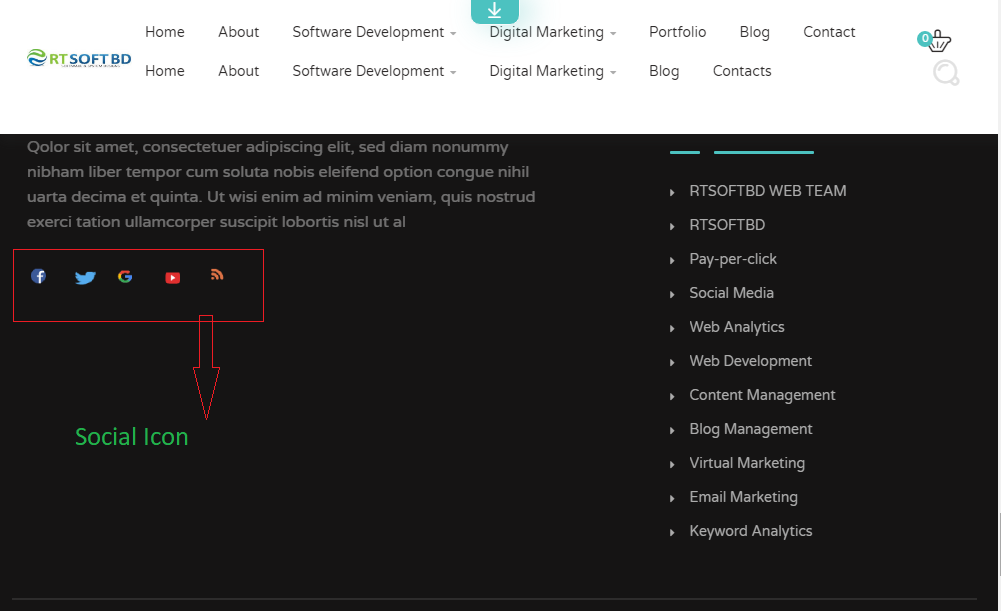 Home About Software Development Digital Marketing Portfolio Blog Contact
0
RTSOFTBD
Home About Software Development Digital Marketing Blog Contacts
Qolor sit amet, consectetuer adipiscing elit, sed diam nonummy
nibham liber tempor cum soluta nobis eleifend option congue nihil
uarta decima et quinta. Ut wisi enim ad minim veniam, quis nostrud
exerci tation ullamcorper suscipit lobortis nisl ut al
Social Icon
RTSOFTBD WEB TEAM
RTSOFTBD
Pay-per-click
Social Media
Web Analytics
Web Development
Content Management
Blog Management
Virtual Marketing
Email Marketing
Keyword Analytics